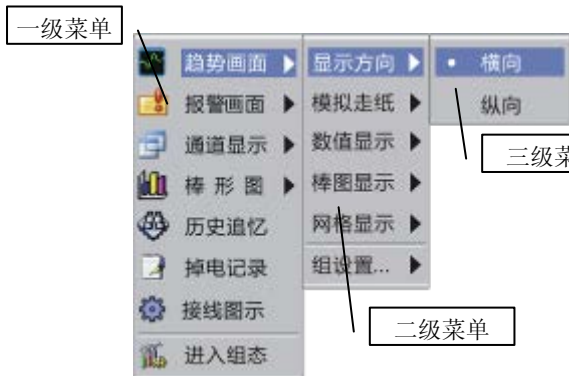 一级菜单
趋势画面
报警画面
通道显示
棒 形 图
历史追忆
掉电记录
接线图示
进入组态
显示方向
模拟走纸
数值显示
棒图显示
网格显示
组设置...
横向
纵向
三级菜
二级菜单